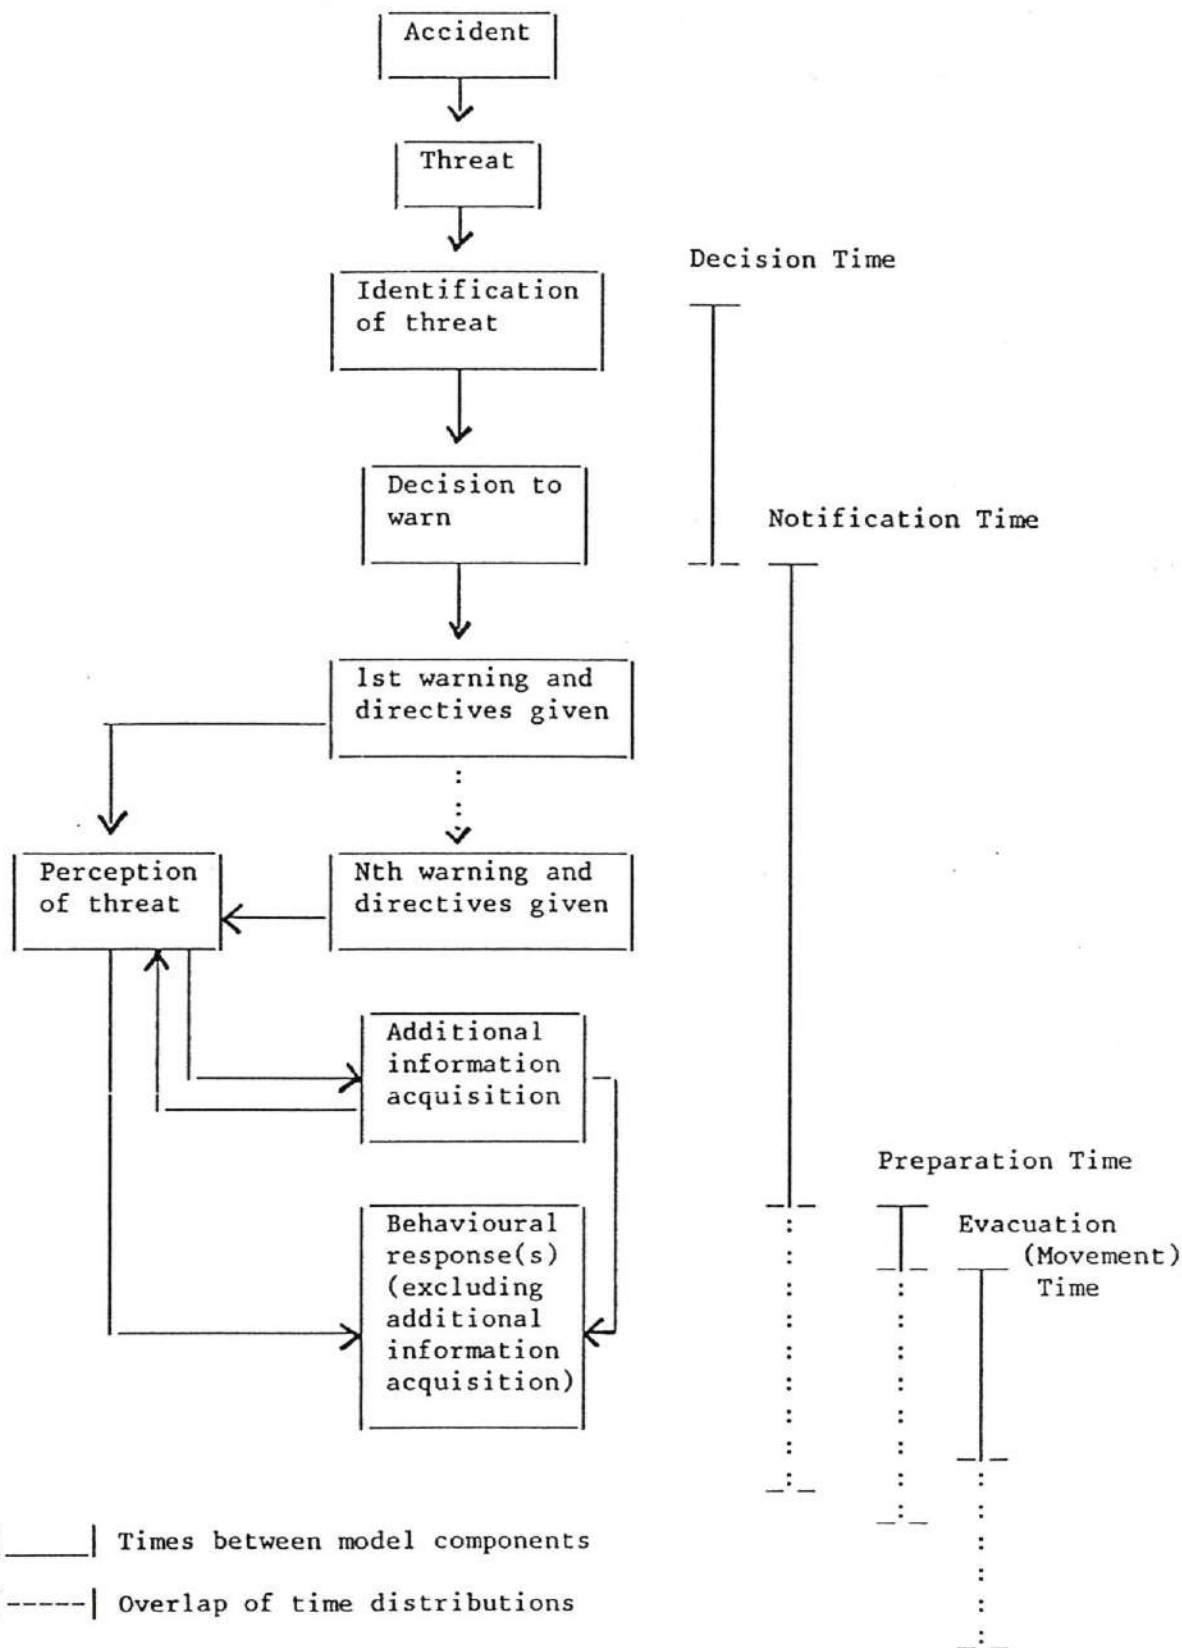 Accident
Threat
Decision Time
Identification
of threat
Decision to
warn
Notification Time
1st warning and
directives given
Perception
of threat
Nth warning and
directives given
Additional
information
acquisition
Preparation Time
Behavioural
response(s)
(excluding
additional
information
acquisition)
Evacuation
(Movement)
Time
Times between model components
Overlap of time distributions